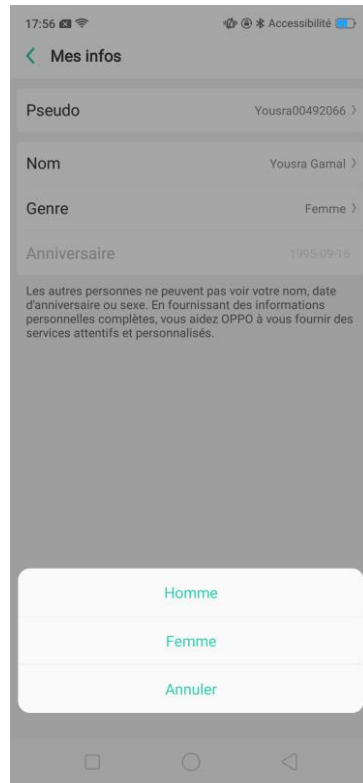 17:56 Accessibilité
Mes infos
Pseudo Yousra00492066
Nom Yousra Gamal
Genre Femme
Anniversaire 1995-09-16
Les autres personnes ne peuvent pas voir votre nom, date
d'anniversaire ou sexe. En fournissant des informations
personnelles complètes, vous aidez OPPO à vous fournir des
services attentifs et personnalisés.
Homme
Femme
Annuler